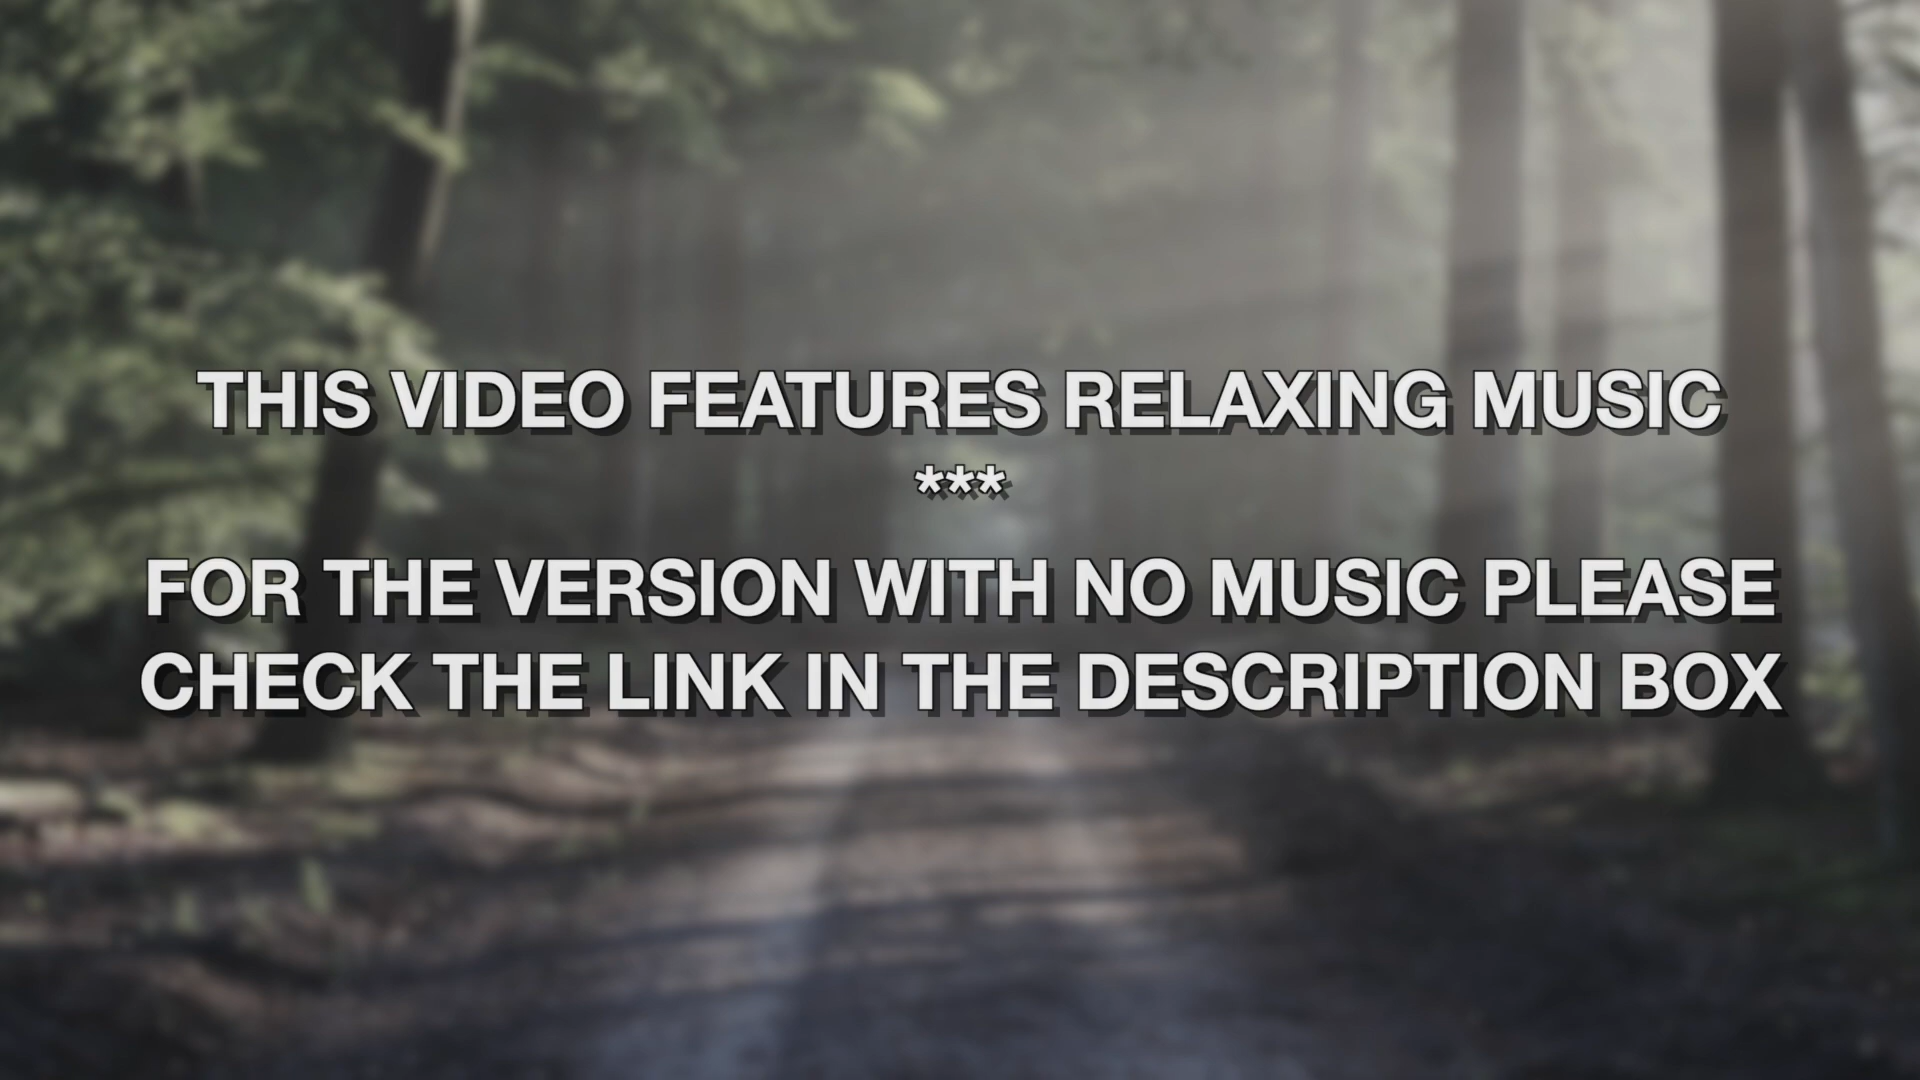 THIS VIDEO FEATURES RELAXING MUSIC
***
FOR THE VERSION WITH NO MUSIC PLEASE
CHECK THE LINK IN THE DESCRIPTION BOX